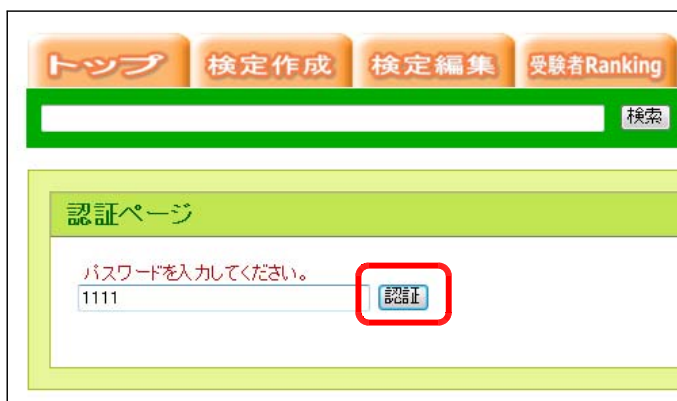 トップ 検定作成 検定編集 受験者Ranking
検索
認証ページ
パスワードを入力してください。
1111 認証